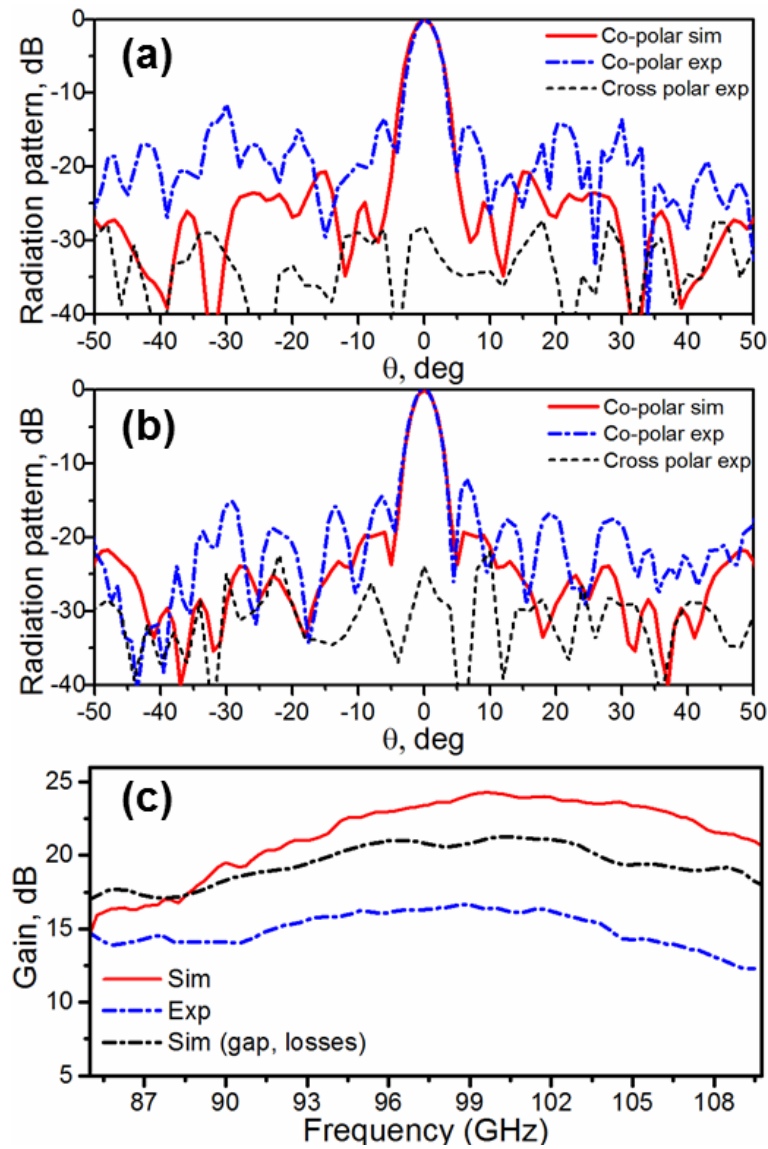 (a)
Co-polar sim
Co-polar exp
Cross polar exp
Radiation pattern, dB
0
-10
-20
-30
-40
-50 -40 -30 -20 -10 0 10 20 30 40 50
θ, deg
(b)
Co-polar sim
Co-polar exp
Cross polar exp
Radiation pattern, dB
0
-10
-20
-30
-40
-50 -40 -30 -20 -10 0 10 20 30 40 50
θ, deg
(c)
Gain, dB
25
20
15
10
5
Sim
Exp
Sim (gap, losses)
87 90 93 96 99 102 105 108
Frequency (GHz)